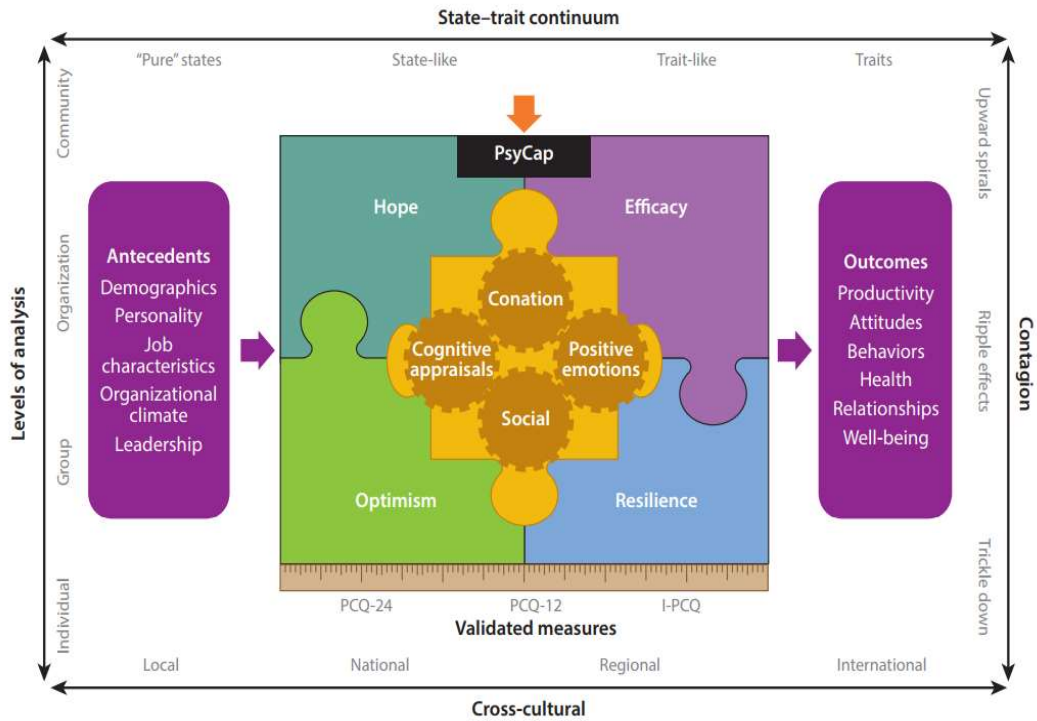 State–trait continuum
"Pure" states
State-like
Trait-like
Traits
Levels of analysis
Community
Organization
Group
Individual
Antecedents
Demographics
Personality
Job
characteristics
Organizational
climate
Leadership
PsyCap
Hope
Efficacy
Conation
Cognitive
appraisals
Positive
emotions
Social
Optimism
Resilience
Outcomes
Productivity
Attitudes
Behaviors
Health
Relationships
Well-being
Upward spirals
Ripple effects
Trickle down
Contagion
PCQ-24
PCQ-12
I-PCQ
Validated measures
Local
National
Regional
International
Cross-cultural